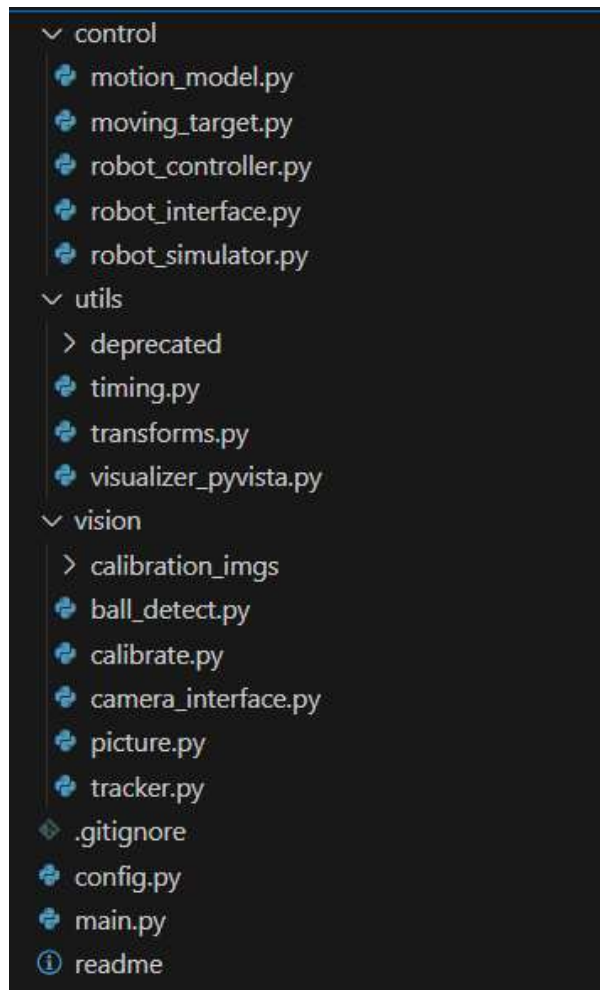 control
motion_model.py
moving_target.py
robot_controller.py
robot_interface.py
robot_simulator.py
utils
deprecated
timing.py
transforms.py
visualizer_pyvista.py
vision
calibration_imgs
ball_detect.py
calibrate.py
camera_interface.py
picture.py
tracker.py
.gitignore
config.py
main.py
readme